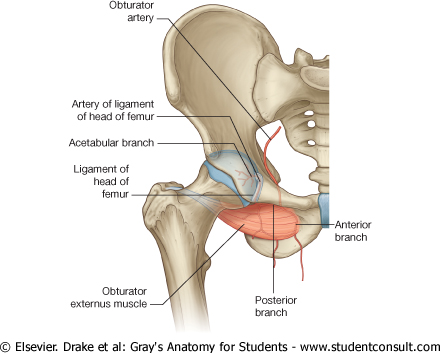 Obturator
artery
Artery of ligament
of head of femur
Acetabular branch
Ligament of
head of
femur
Anterior
branch
Obturator
externus muscle
Posterior
branch
© Elsevier. Drake et al: Gray's Anatomy for Students - www.studentconsult.com